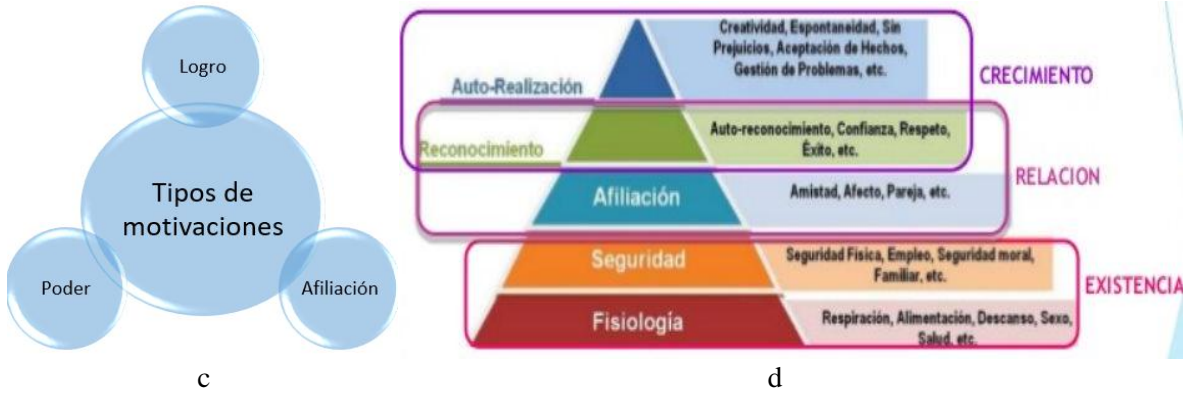 Logro
Tipos de
motivaciones
Poder
Afiliación
c
Creatividad, Espontaneidad, Sin
Prejuicios, Aceptación de Hechos,
Gestión de Problemas, etc.
CRECIMIENTO
Auto-Realización
Auto-reconocimiento, Confianza, Respeto,
Éxito, etc.
Reconocimiento
RELACION
Afiliación
Amistad, Afecto, Pareja, etc.
Seguridad
Seguridad Física, Empleo, Seguridad moral,
Familiar, etc.
EXISTENCIA
Fisiología
Respiración, Alimentación, Descanso, Sexo,
Salud, etc.
d